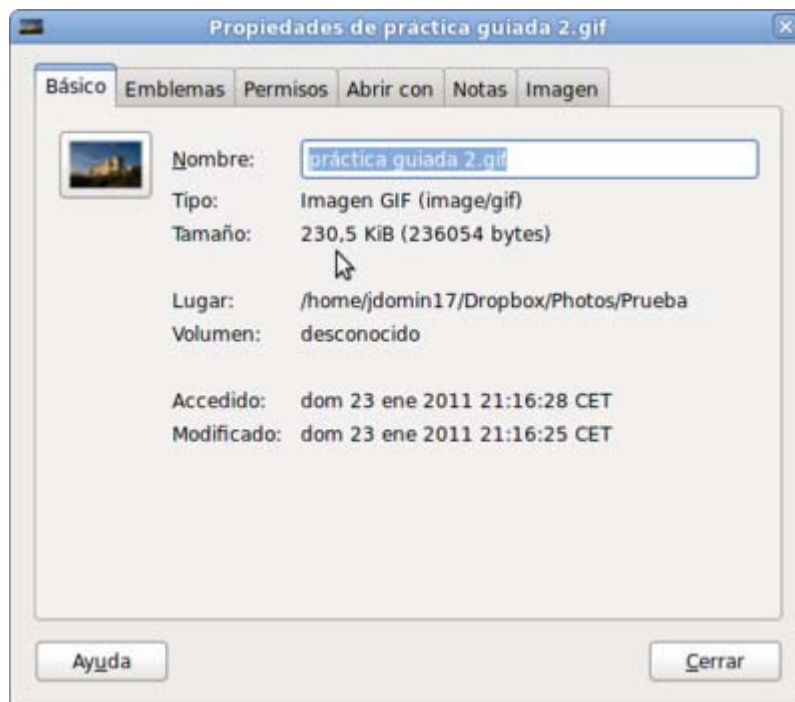 Propiedades de práctica guiada 2.gif
Básico Emblemas Permisos Abrir con Notas Imagen
Nombre: práctica guiada 2.gif
Tipo: Imagen GIF (image/gif)
Tamaño: 230,5 KiB (236054 bytes)
Lugar: /home/jdomin17/Dropbox/Photos/Prueba
Volumen: desconocido
Accedido: dom 23 ene 2011 21:16:28 CET
Modificado: dom 23 ene 2011 21:16:25 CET
Ayuda Cerrar